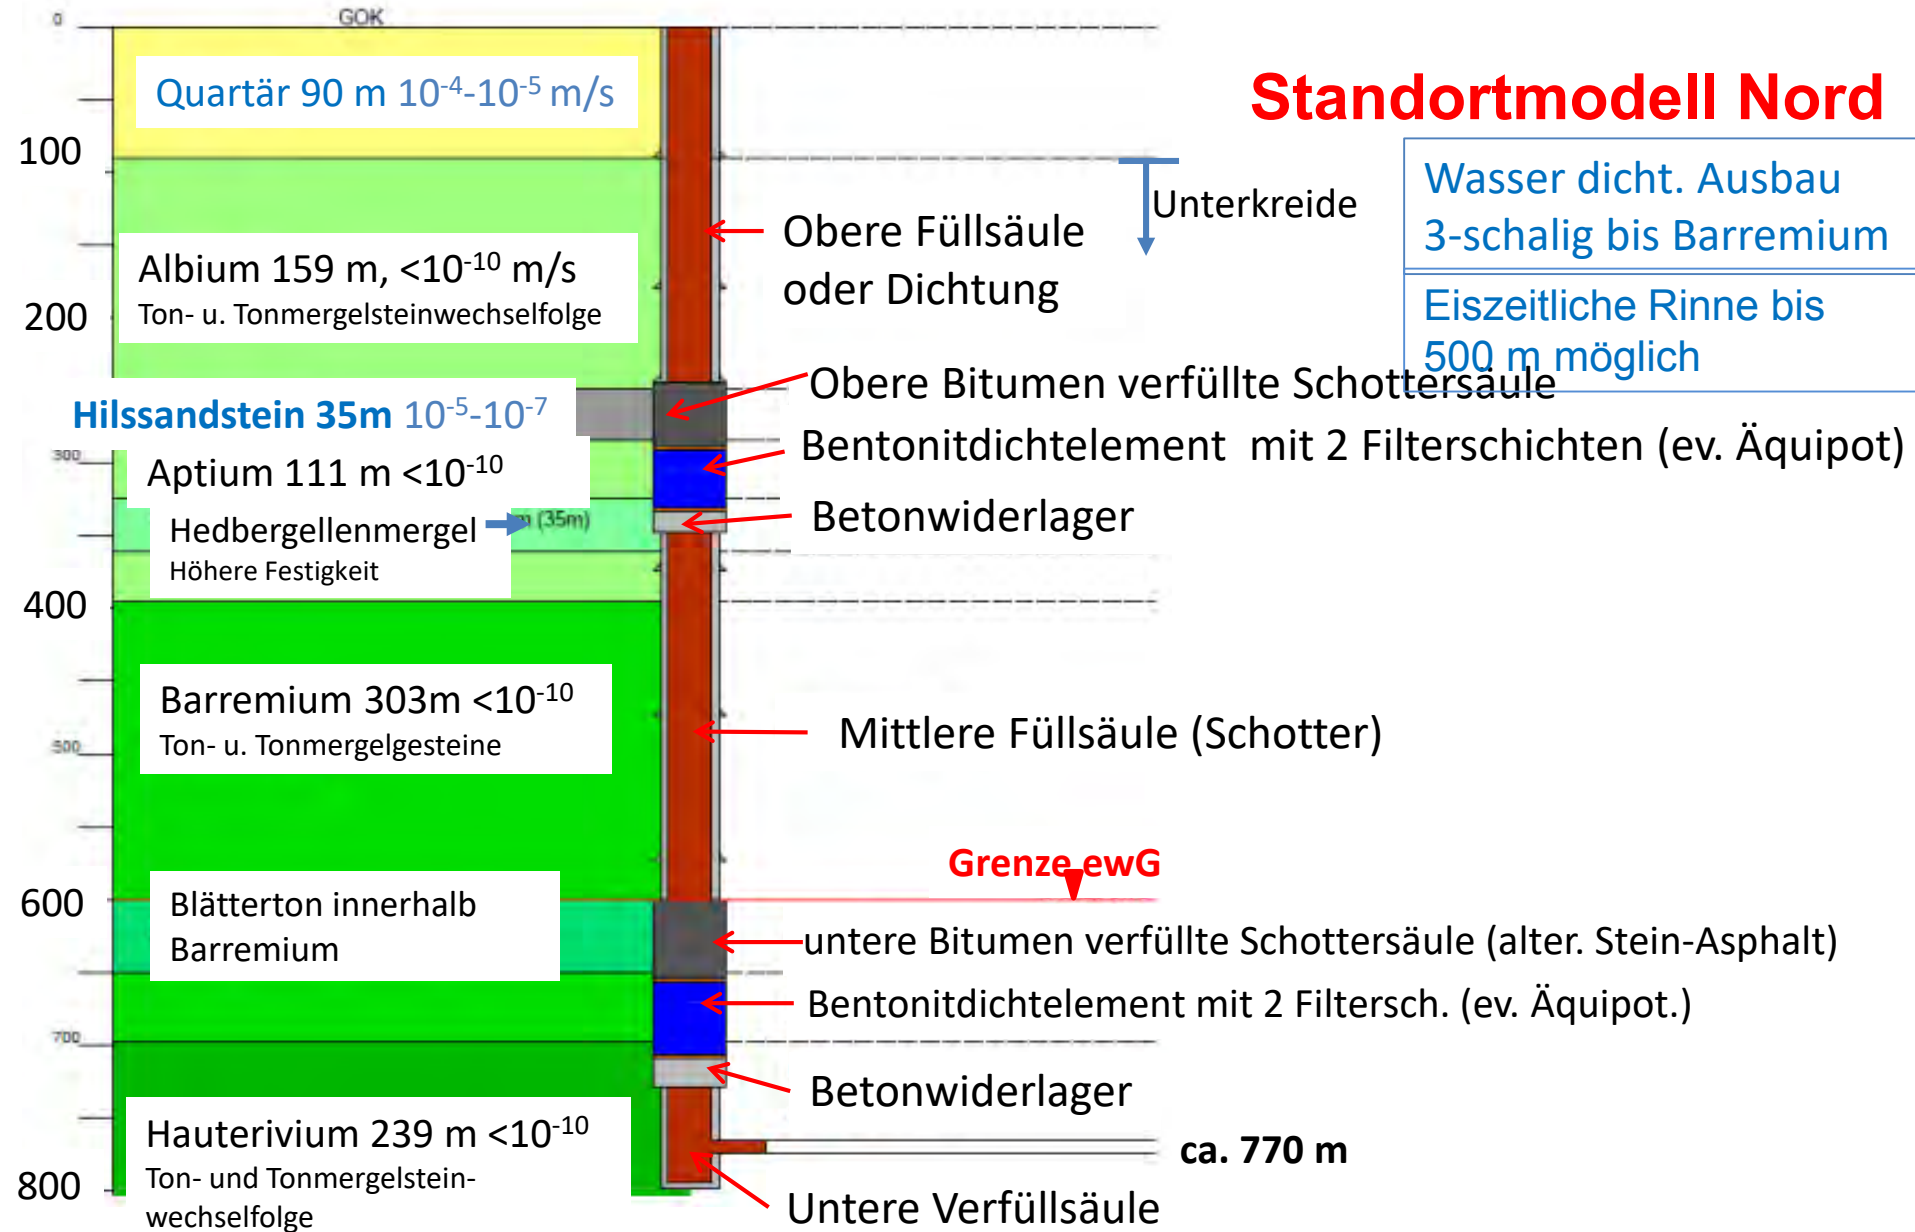 0
GOK
Quartär 90 m 10⁻⁴-10⁻⁵ m/s
Standortmodell Nord
100
Wasser dicht. Ausbau
3-schalig bis Barremium
Unterkreide
Obere Füllsäule
oder Dichtung
Albium 159 m, <10⁻¹⁰ m/s
Ton- u. Tonmergelsteinwechselfolge
200
Eiszeitliche Rinne bis
500 m möglich
Obere Bitumen verfüllte Schottersäule
Hilssandstein 35m 10⁻⁵-10⁻⁷
Bentonitdichtelement mit 2 Filterschichten (ev. Äquipot)
300
Aptium 111 m <10⁻¹⁰
Betonwiderlager
Hedbergellenmergel
(35m)
Höhere Festigkeit
400
Barremium 303m <10⁻¹⁰
Ton- u. Tonmergelgesteine
500
Mittlere Füllsäule (Schotter)
Grenze ewG
600
Blätterton innerhalb
Barremium
untere Bitumen verfüllte Schottersäule (alter. Stein-Asphalt)
Bentonitdichtelement mit 2 Filtersch. (ev. Äquipot.)
700
Betonwiderlager
Hauterivium 239 m <10⁻¹⁰
Ton- und Tonmergelstein-
wechselfolge
ca. 770 m
800
Untere Verfüllsäule